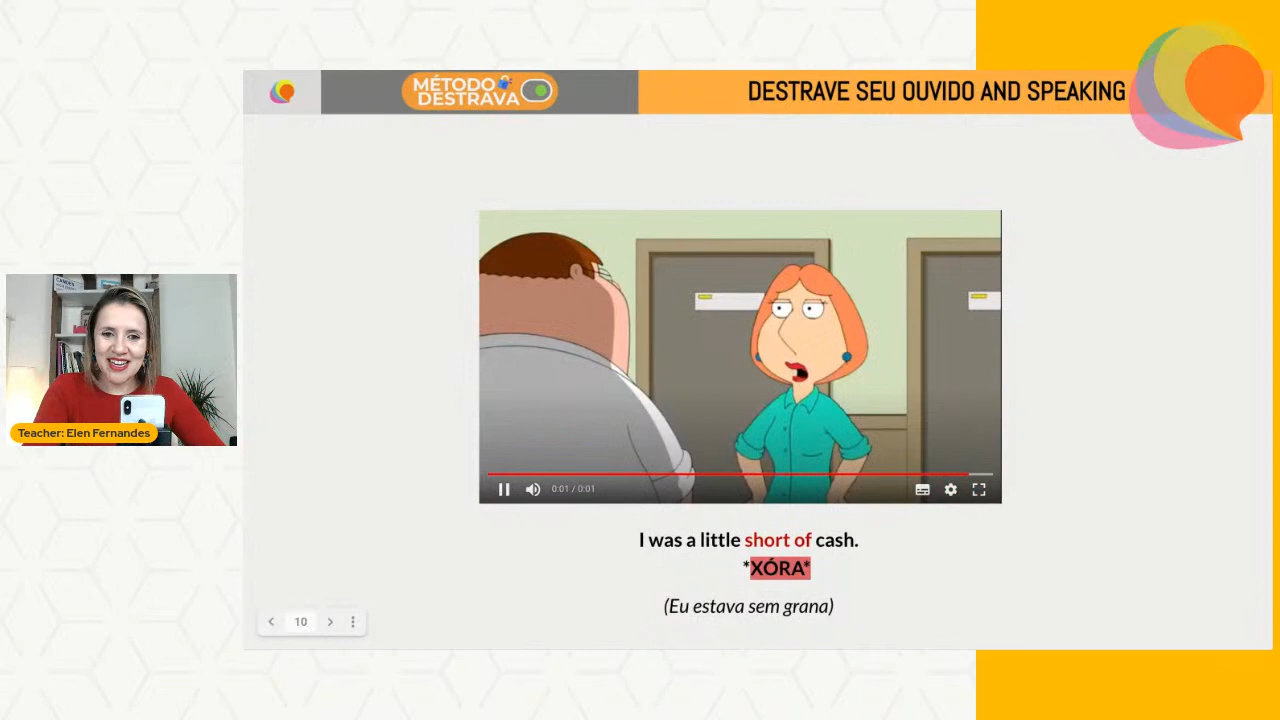 MÉTODO
DESTRAVA
DESTRAVE SEU OUVIDO AND SPEAKING
Teacher: Elen Fernandes
0:01 / 0:01
I was a little short of cash.
*XÓRA*
(Eu estava sem grana)
10